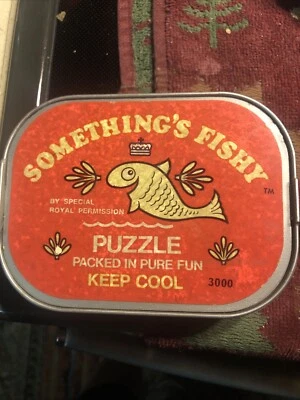 SOMETHING'S FISHY
TM
BY SPECIAL
ROYAL PERMISSION
PUZZLE
PACKED IN PURE FUN
KEEP COOL
3000